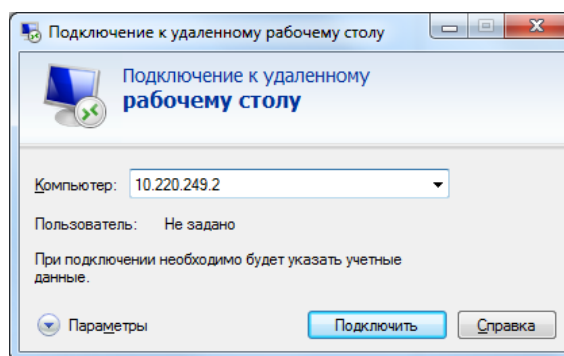 Подключение к удаленному рабочему столу
Подключение к удаленному
рабочему столу
Компьютер: 10.220.249.2
Пользователь: Не задано
При подключении необходимо будет указать учетные
данные.
Параметры Подключить Справка